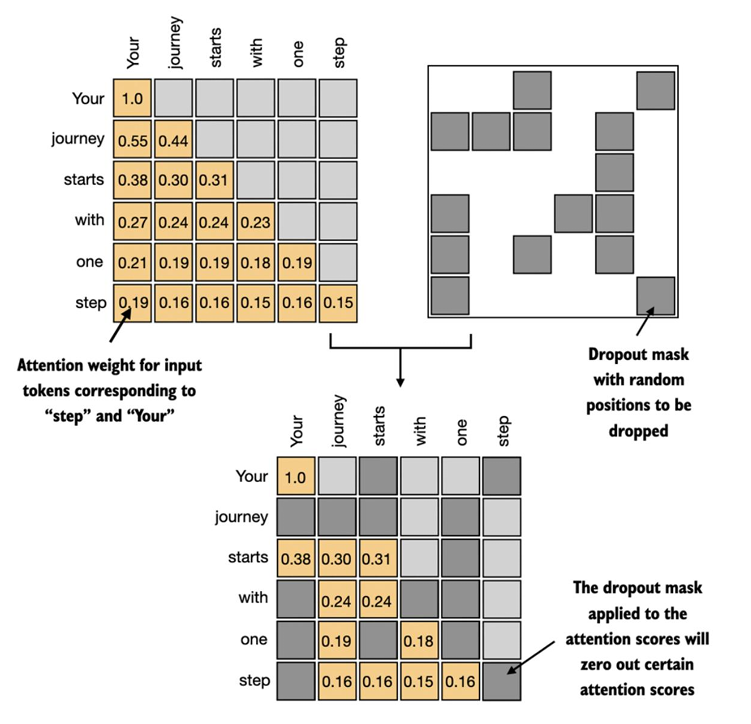 Your journey starts with one step
Your 1.0
journey 0.55 0.44
starts 0.38 0.30 0.31
with 0.27 0.24 0.24 0.23
one 0.21 0.19 0.19 0.18 0.19
step 0.19 0.16 0.16 0.15 0.16 0.15
Attention weight for input
tokens corresponding to
“step” and “Your”
Dropout mask
with random
positions to be
dropped
Your journey starts with one step
Your 1.0
journey
starts 0.38 0.30 0.31
with 0.24 0.24
one 0.19 0.18
step 0.16 0.16 0.15 0.16
The dropout mask
applied to the
attention scores will
zero out certain
attention scores